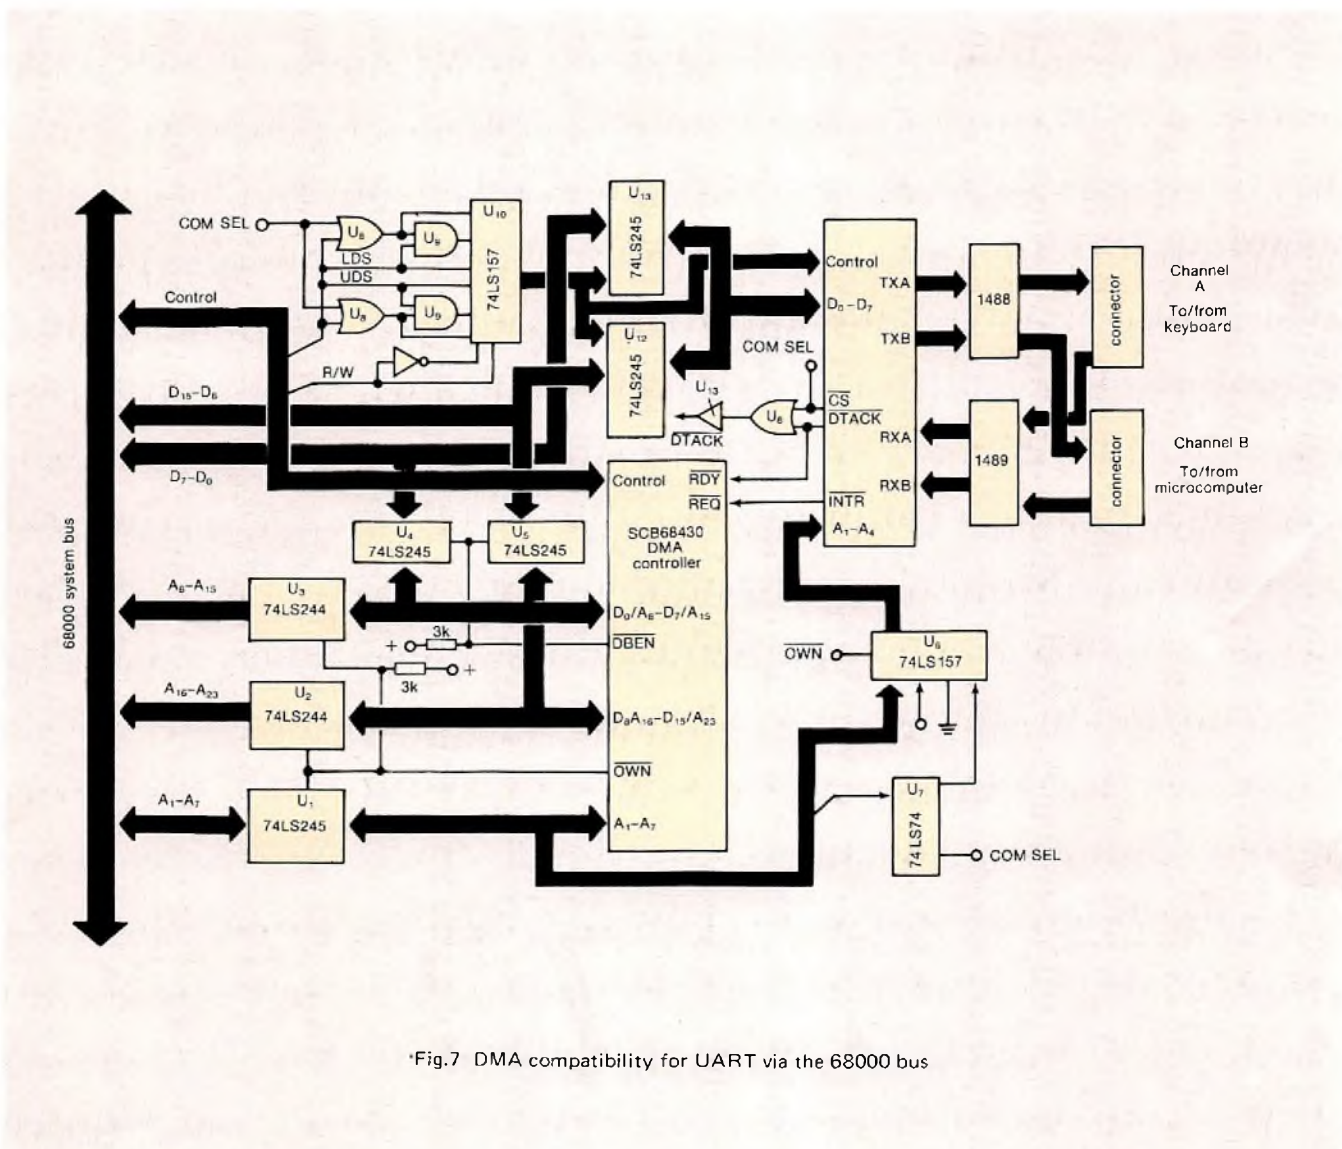 COM SEL
U8
U9
LDS
UDS
U8
U9
U10
74LS157
R/W
Control
D15–D8
D7–D0
68000 system bus
U13
74LS245
U12
74LS245
COM SEL
U13
U6
DTACK
Control
D0–D7
TXA
TXB
CS
DTACK
RXA
RXB
INTR
A1–A4
1488
1489
connector
connector
Channel
A
To/from
keyboard
Channel B
To/from
microcomputer
Control
RDY
REQ
SCB68430
DMA
controller
D0/A8–D7/A15
DBEN
D8A16–D15/A23
OWN
A1–A7
U4
74LS245
U5
74LS245
A8–A15
U3
74LS244
+
3k
3k
+
A16–A23
U2
74LS244
A1–A7
U1
74LS245
OWN
U6
74LS157
U7
74LS74
COM SEL
Fig.7 DMA compatibility for UART via the 68000 bus